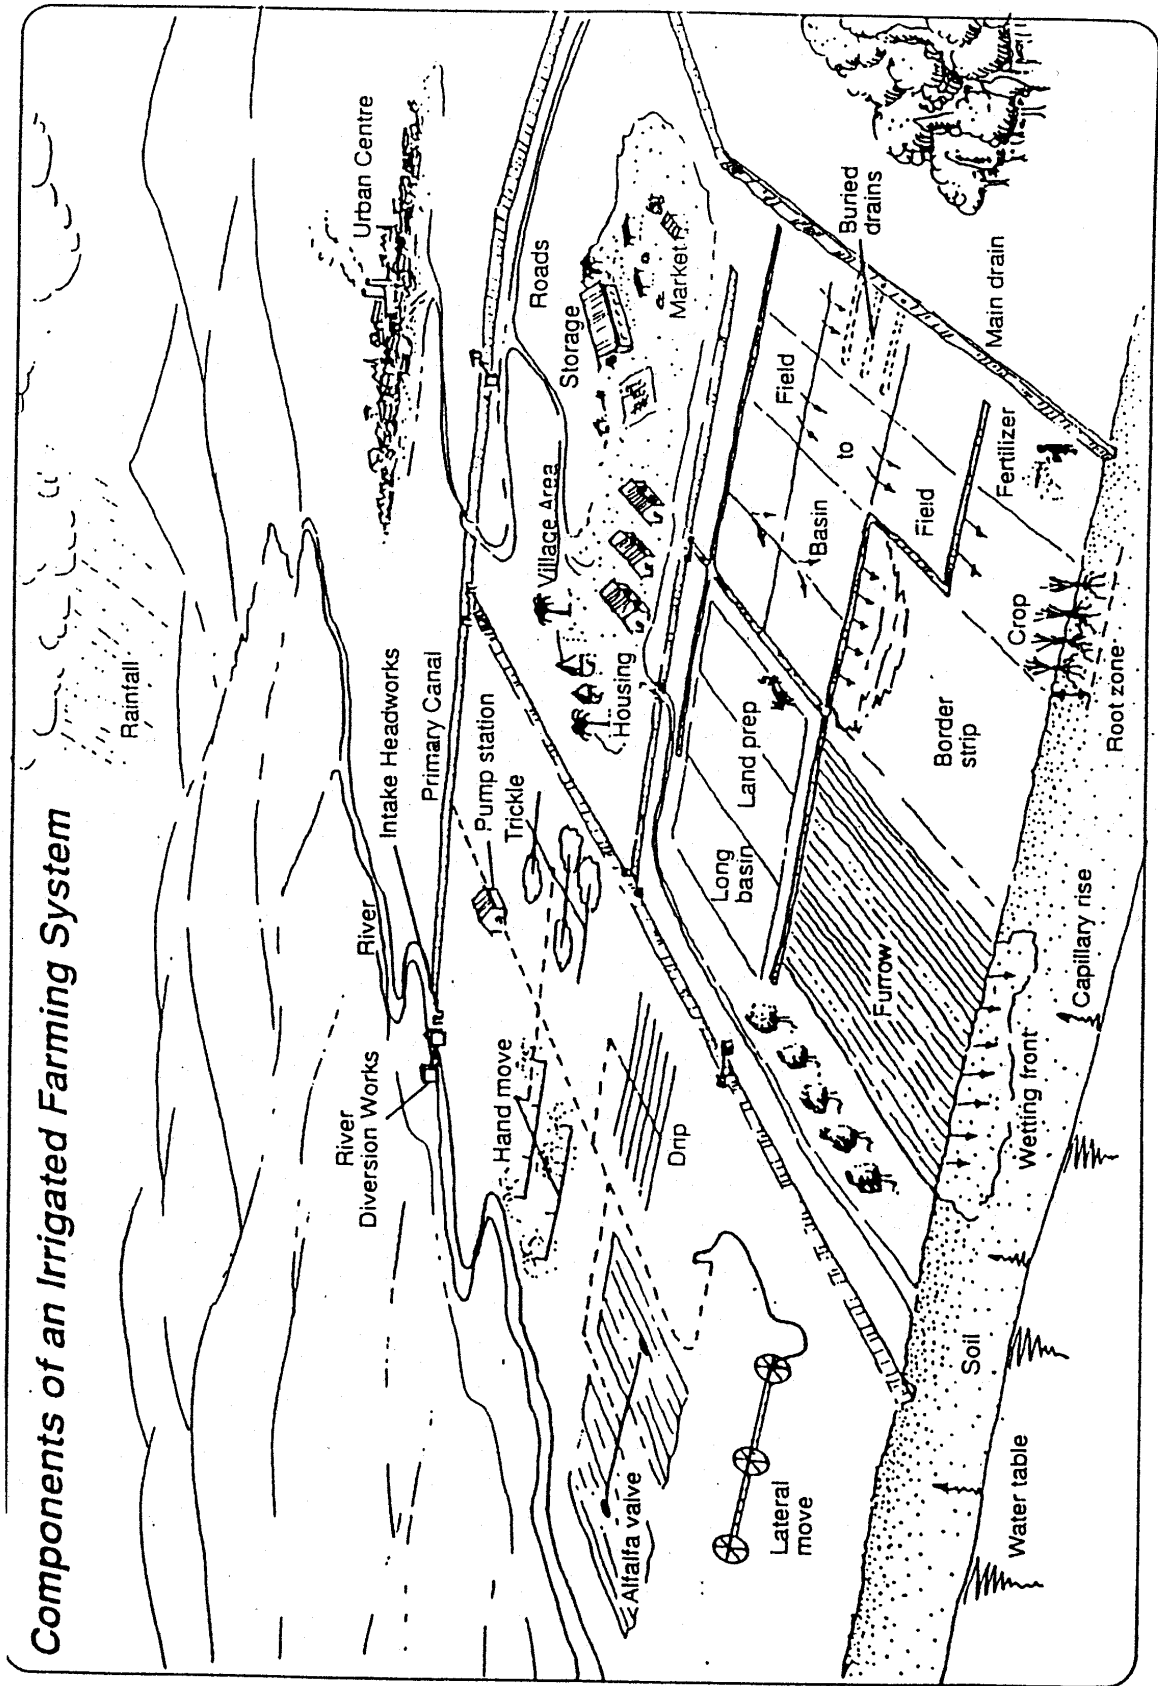 Components of an Irrigated Farming System
Rainfall
Urban Centre
River
Intake Headworks
Primary Canal
River
Diversion Works
Pump station
Trickle
Hand move
Village Area
Roads
Storage
Housing
Market
Drip
Alfalfa valve
Lateral
move
Long
basin
Land prep
Field
to
Field
Basin
Buried
drains
Furrow
Border
strip
Fertilizer
Main drain
Crop
Root zone
Soil
Wetting front
Capillary rise
Water table